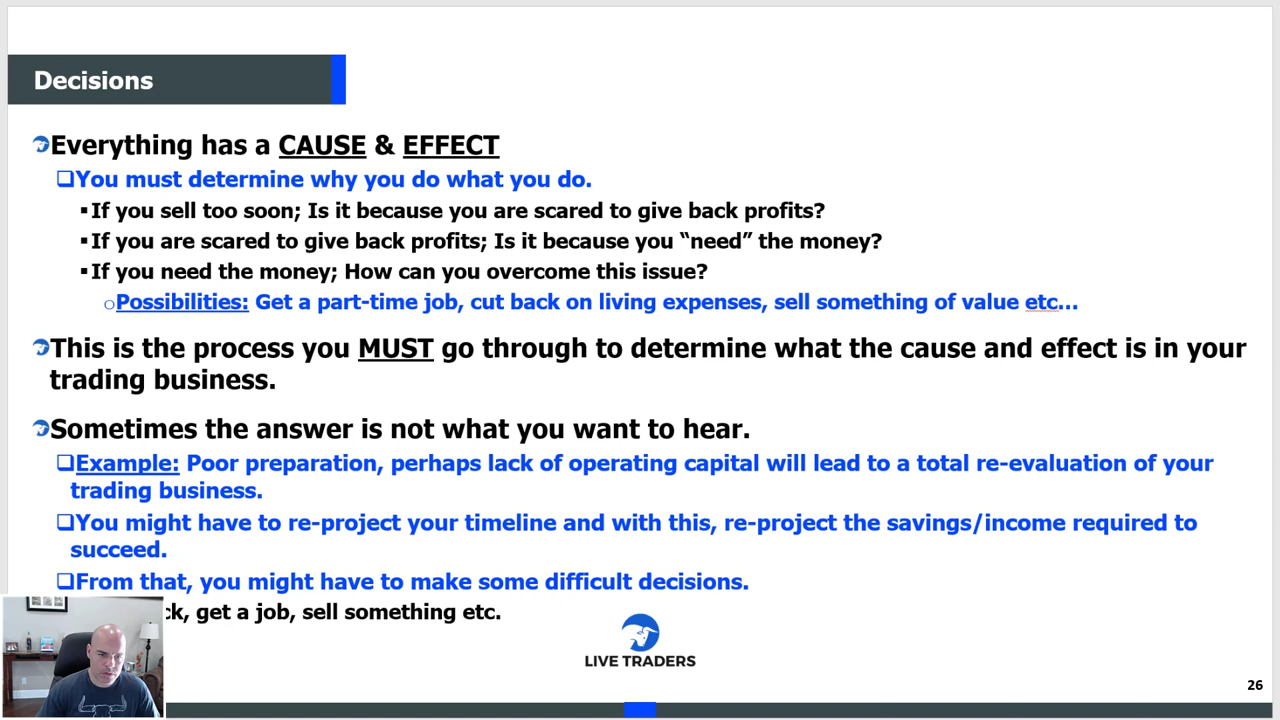 Decisions
Everything has a CAUSE & EFFECT
You must determine why you do what you do.
If you sell too soon; Is it because you are scared to give back profits?
If you are scared to give back profits; Is it because you “need” the money?
If you need the money; How can you overcome this issue?
Possibilities: Get a part-time job, cut back on living expenses, sell something of value etc…
This is the process you MUST go through to determine what the cause and effect is in your
trading business.
Sometimes the answer is not what you want to hear.
Example: Poor preparation, perhaps lack of operating capital will lead to a total re-evaluation of your
trading business.
You might have to re-project your timeline and with this, re-project the savings/income required to
succeed.
From that, you might have to make some difficult decisions.
get a job, sell something etc.
LIVE TRADERS
26